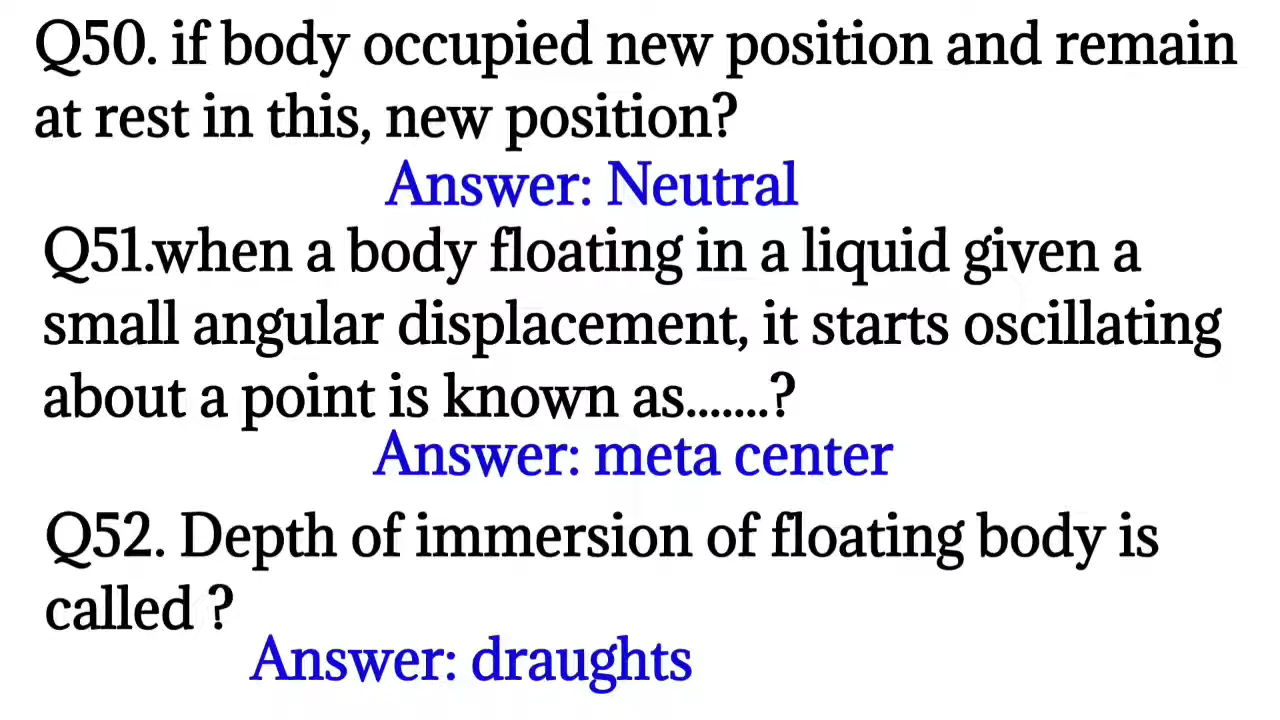 Q50. if body occupied new position and remain
at rest in this, new position?
Answer: Neutral
Q51.when a body floating in a liquid given a
small angular displacement, it starts oscillating
about a point is known as.......?
Answer: meta center
Q52. Depth of immersion of floating body is
called ?
Answer: draughts